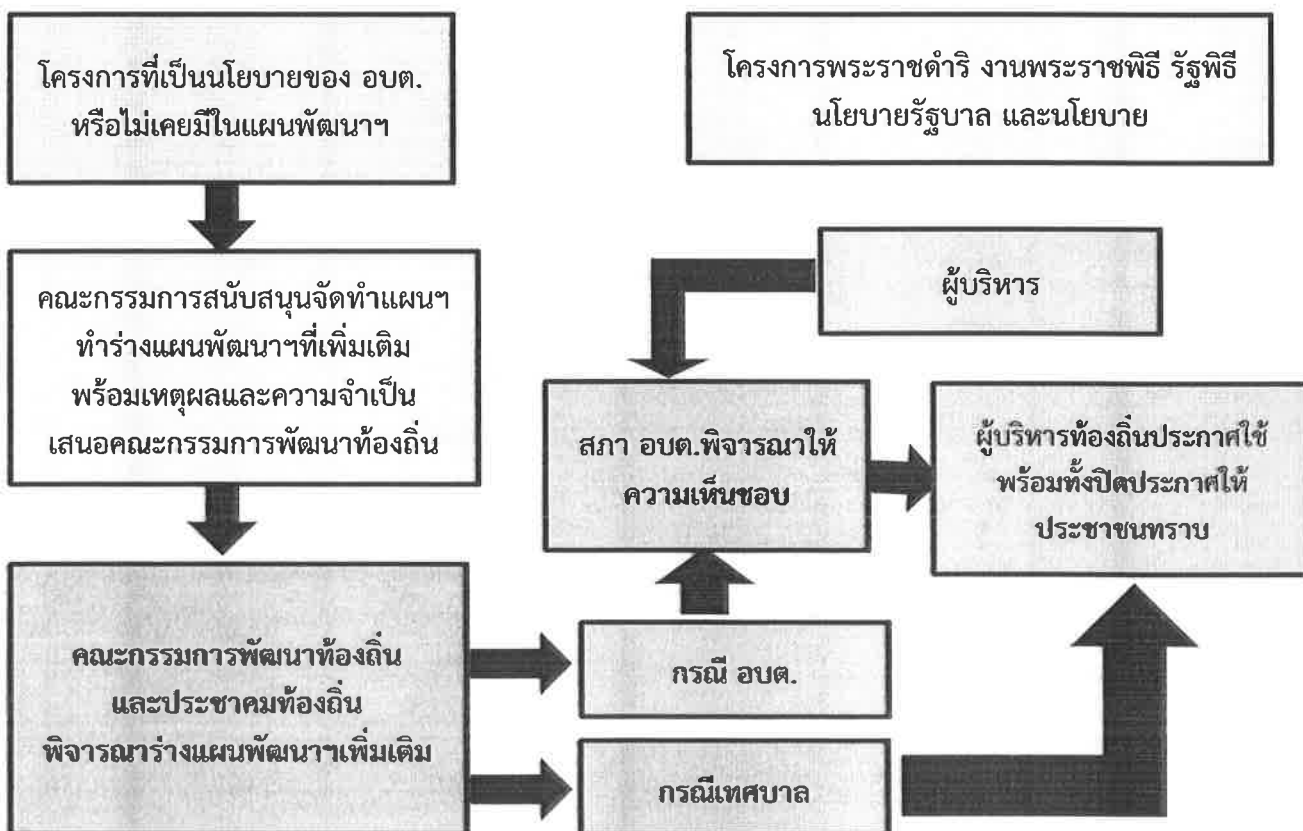 โครงการที่เป็นนโยบายของ อบต.
หรือไม่เคยมีในแผนพัฒนาฯ
โครงการพระราชดำริ งานพระราชพิธี รัฐพิธี
นโยบายรัฐบาล และนโยบาย
คณะกรรมการสนับสนุนจัดทำแผนฯ
ทำร่างแผนพัฒนาฯที่เพิ่มเติม
พร้อมเหตุผลและความจำเป็น
เสนอคณะกรรมการพัฒนาท้องถิ่น
ผู้บริหาร
สภา อบต.พิจารณาให้
ความเห็นชอบ
ผู้บริหารท้องถิ่นประกาศใช้
พร้อมทั้งปิดประกาศให้
ประชาชนทราบ
คณะกรรมการพัฒนาท้องถิ่น
และประชาคมท้องถิ่น
พิจารณาร่างแผนพัฒนาฯเพิ่มเติม
กรณี อบต.
กรณีเทศบาล